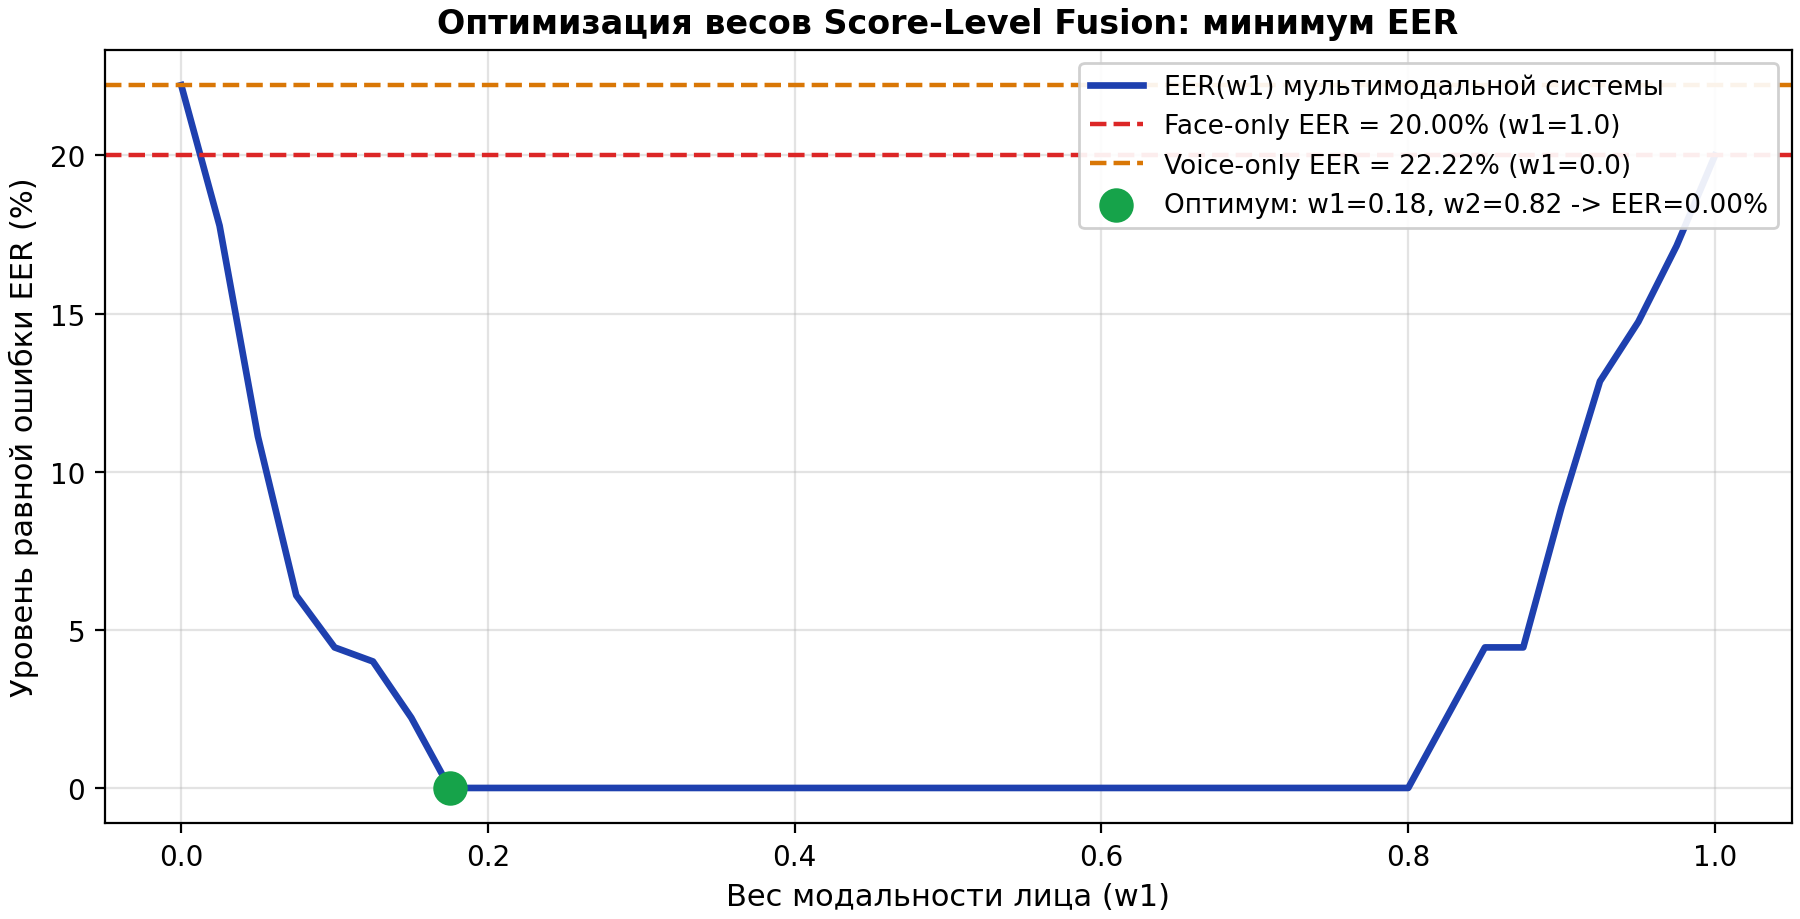 Оптимизация весов Score-Level Fusion: минимум EER
EER(w1) мультимодальной системы
Face-only EER = 20.00% (w1=1.0)
Voice-only EER = 22.22% (w1=0.0)
Оптимум: w1=0.18, w2=0.82 -> EER=0.00%
Уровень равной ошибки EER (%)
20
15
10
5
0
0.0 0.2 0.4 0.6 0.8 1.0
Вес модальности лица (w1)